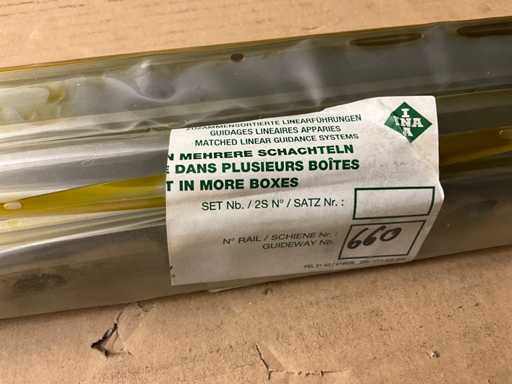 ZUSAMMENSORTIERTE LINEARFÜHRUNGEN
GUIDAGES LINEAIRES APPARIES
MATCHED LINEAR GUIDANCE SYSTEMS
INA
INA
N MEHRERE SCHACHTELN
E DANS PLUSIEURS BOÎTES
T IN MORE BOXES
SET Nb. / 2S N° / SATZ Nr. :
N° RAIL / SCHIENE Nr. :
GUIDEWAY Nb.
660